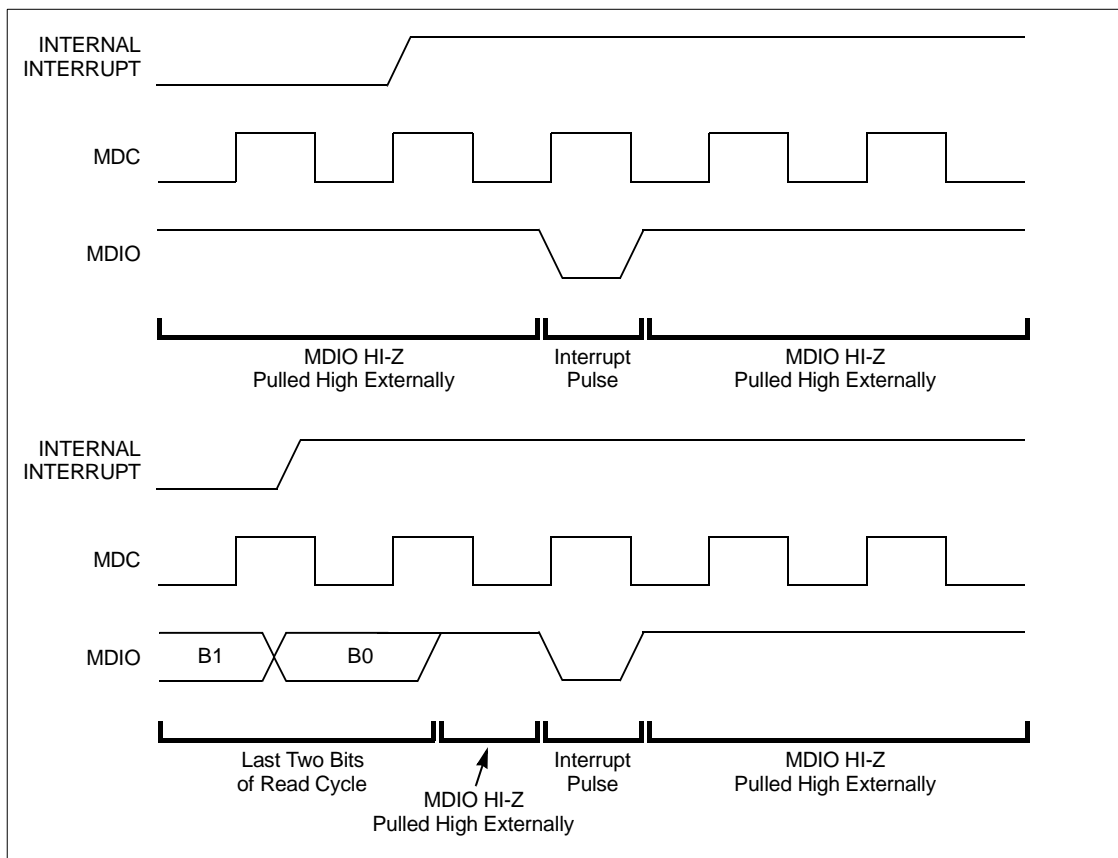 INTERNAL
INTERRUPT
MDC
MDIO
MDIO HI-Z
Pulled High Externally
Interrupt
Pulse
MDIO HI-Z
Pulled High Externally
INTERNAL
INTERRUPT
MDC
MDIO
B1
B0
Last Two Bits
of Read Cycle
MDIO HI-Z
Pulled High Externally
Interrupt
Pulse
MDIO HI-Z
Pulled High Externally